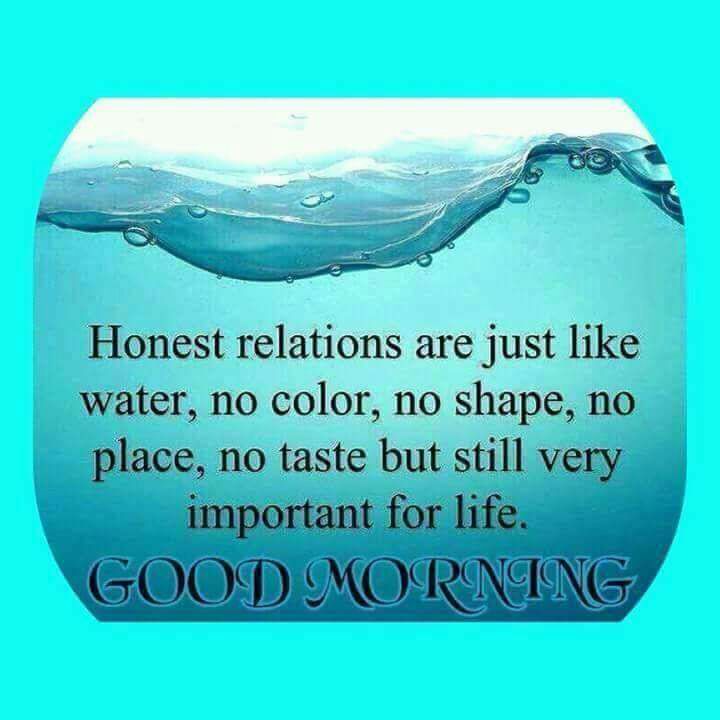 Honest relations are just like
water, no color, no shape, no
place, no taste but still very
important for life.
GOOD MORNING